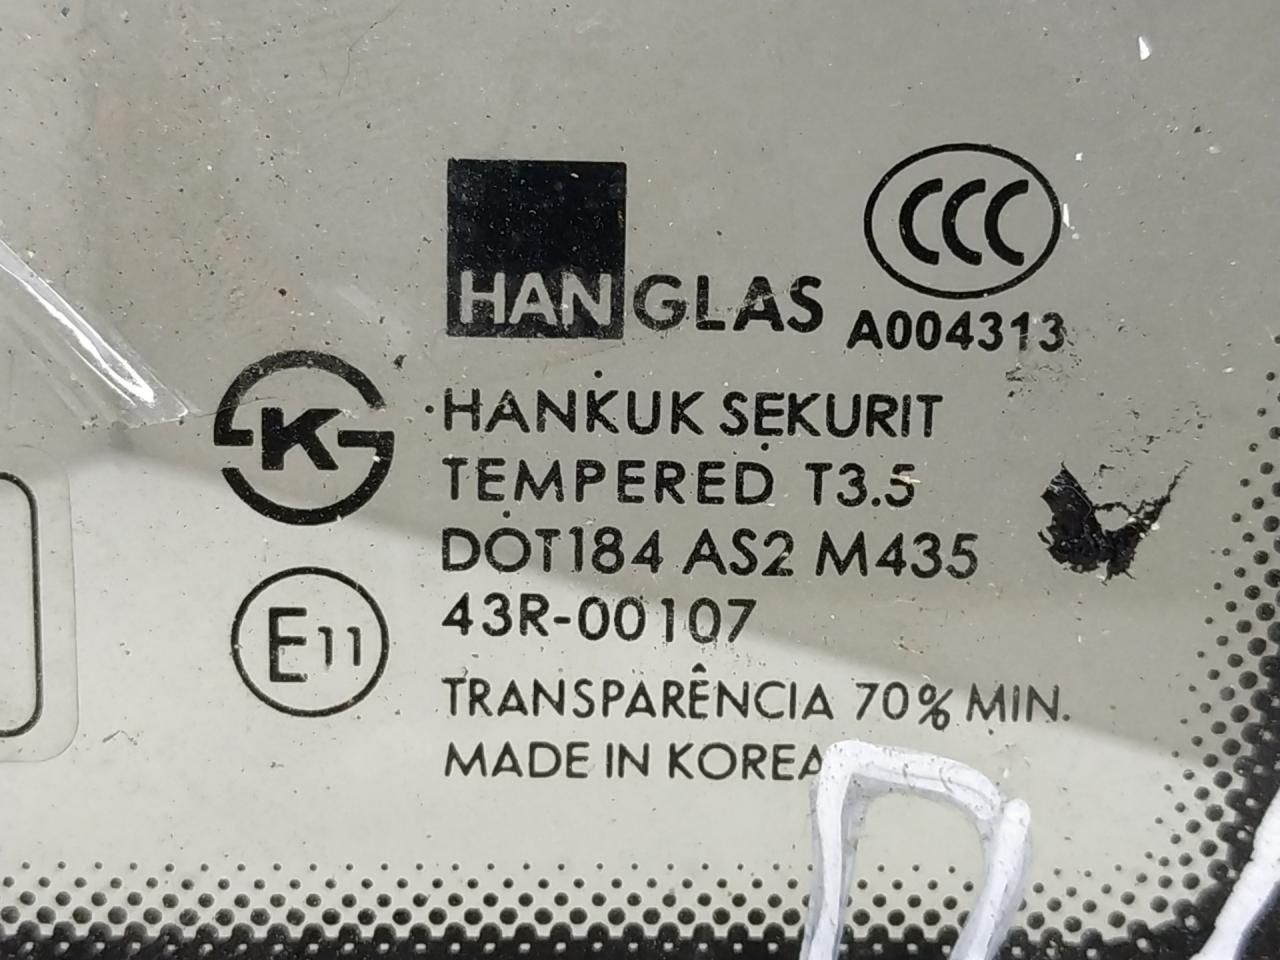 HANGLAS
CCC
A004313
K
HANKUK SEKURIT
TEMPERED T3.5
DOT184 AS2 M435
43R-00107
E11
TRANSPARÊNCIA 70% MIN.
MADE IN KOREA